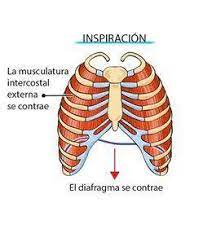 INSPIRACIÓN
La musculatura
intercostal
externa
se contrae
El diafragma se contrae